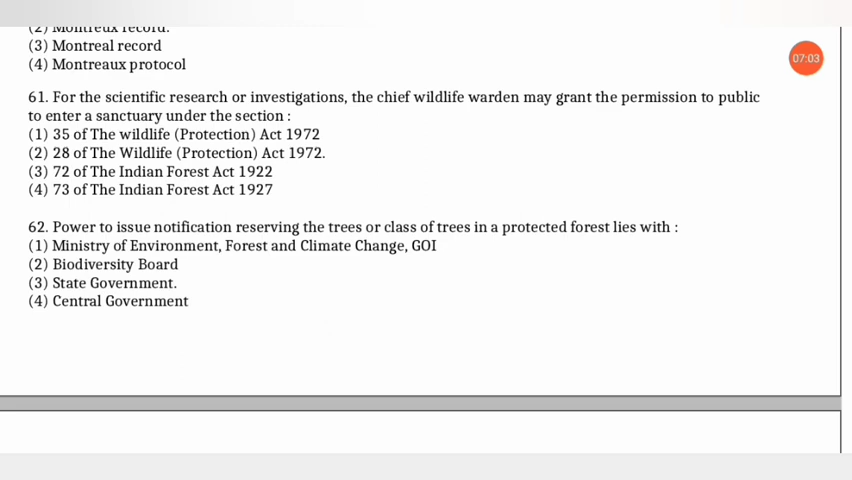 (2) Montreux record.
(3) Montreal record
(4) Montreaux protocol
07:03
61. For the scientific research or investigations, the chief wildlife warden may grant the permission to public
to enter a sanctuary under the section :
(1) 35 of The wildlife (Protection) Act 1972
(2) 28 of The Wildlife (Protection) Act 1972.
(3) 72 of The Indian Forest Act 1922
(4) 73 of The Indian Forest Act 1927
62. Power to issue notification reserving the trees or class of trees in a protected forest lies with :
(1) Ministry of Environment, Forest and Climate Change, GOI
(2) Biodiversity Board
(3) State Government.
(4) Central Government